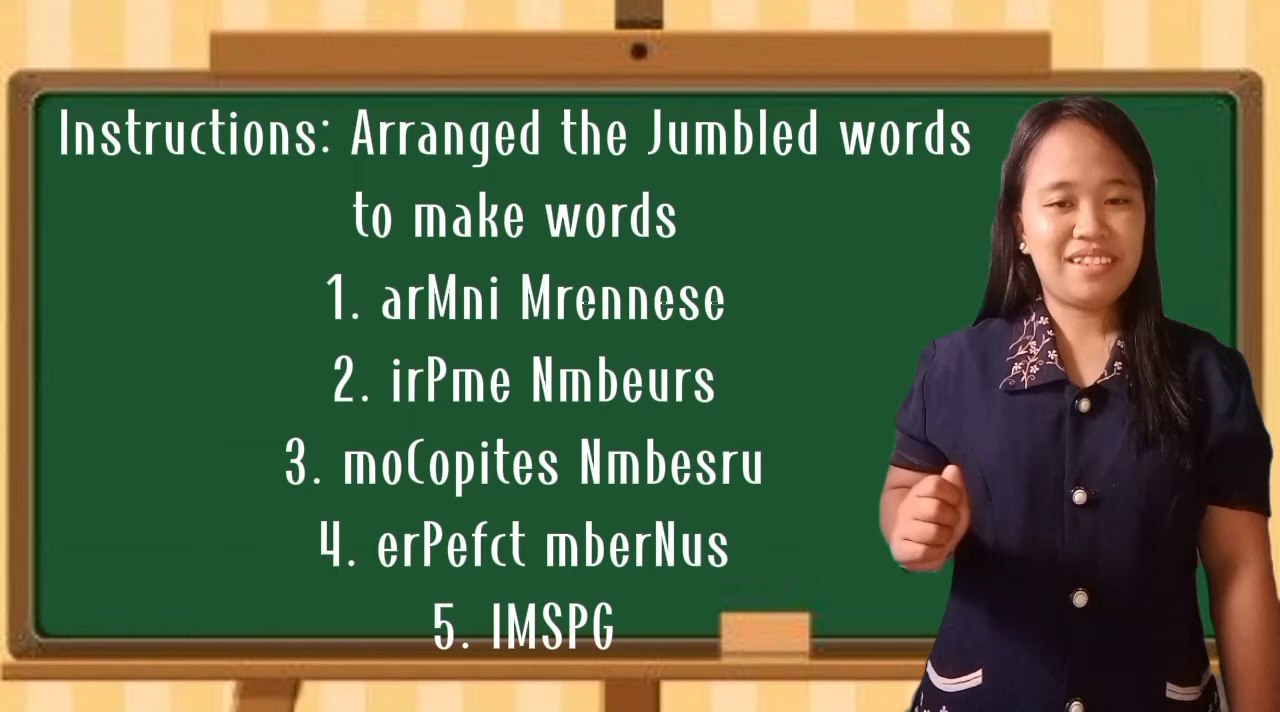 Instructions: Arranged the Jumbled words
to make words
1. arMni Mrennese
2. irPme Nmbeurs
3. moCopites Nmbesru
4. erPefct mberNus
5. IMSPG